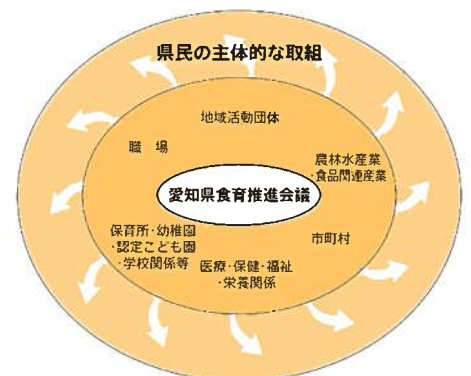 県民の主体的な取組
地域活動団体
職　場
農林水産業
・食品関連産業
愛知県食育推進会議
保育所・幼稚園
・認定こども園
・学校関係等
市町村
医療・保健・福祉
・栄養関係